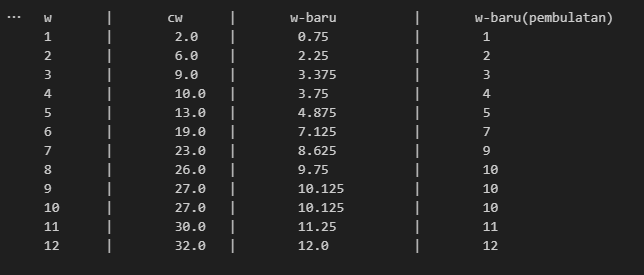 ... w | cw | w-baru | w-baru(pembulatan)
1 | 2.0 | 0.75 | 1
2 | 6.0 | 2.25 | 2
3 | 9.0 | 3.375 | 3
4 | 10.0 | 3.75 | 4
5 | 13.0 | 4.875 | 5
6 | 19.0 | 7.125 | 7
7 | 23.0 | 8.625 | 9
8 | 26.0 | 9.75 | 10
9 | 27.0 | 10.125 | 10
10 | 27.0 | 10.125 | 10
11 | 30.0 | 11.25 | 11
12 | 32.0 | 12.0 | 12